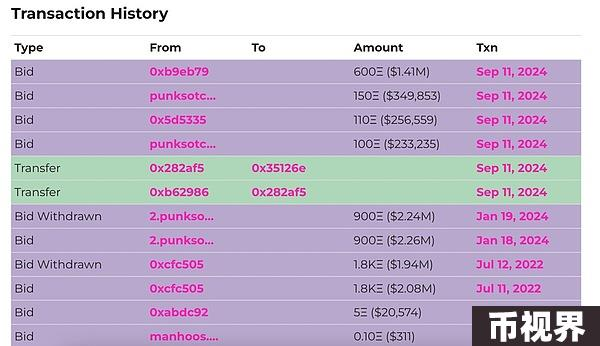 Transaction History
Type From To Amount Txn
Bid 0xb9eb79 600Ξ ($1.41M) Sep 11, 2024
Bid punksotc... 150Ξ ($349,853) Sep 11, 2024
Bid 0x5d5335 110Ξ ($256,559) Sep 11, 2024
Bid punksotc... 100Ξ ($233,235) Sep 11, 2024
Transfer 0x282af5 0x35126e Sep 11, 2024
Transfer 0xb62986 0x282af5 Sep 11, 2024
Bid Withdrawn 2.punkso... 900Ξ ($2.24M) Jan 19, 2024
Bid 2.punkso... 900Ξ ($2.26M) Jan 18, 2024
Bid Withdrawn 0xcfc505 1.8KΞ ($1.94M) Jul 12, 2022
Bid 0xcfc505 1.8KΞ ($2.08M) Jul 11, 2022
Bid 0xabdc92 5Ξ ($20,574)
Bid manhoos.... 0.10Ξ ($311)
币视界